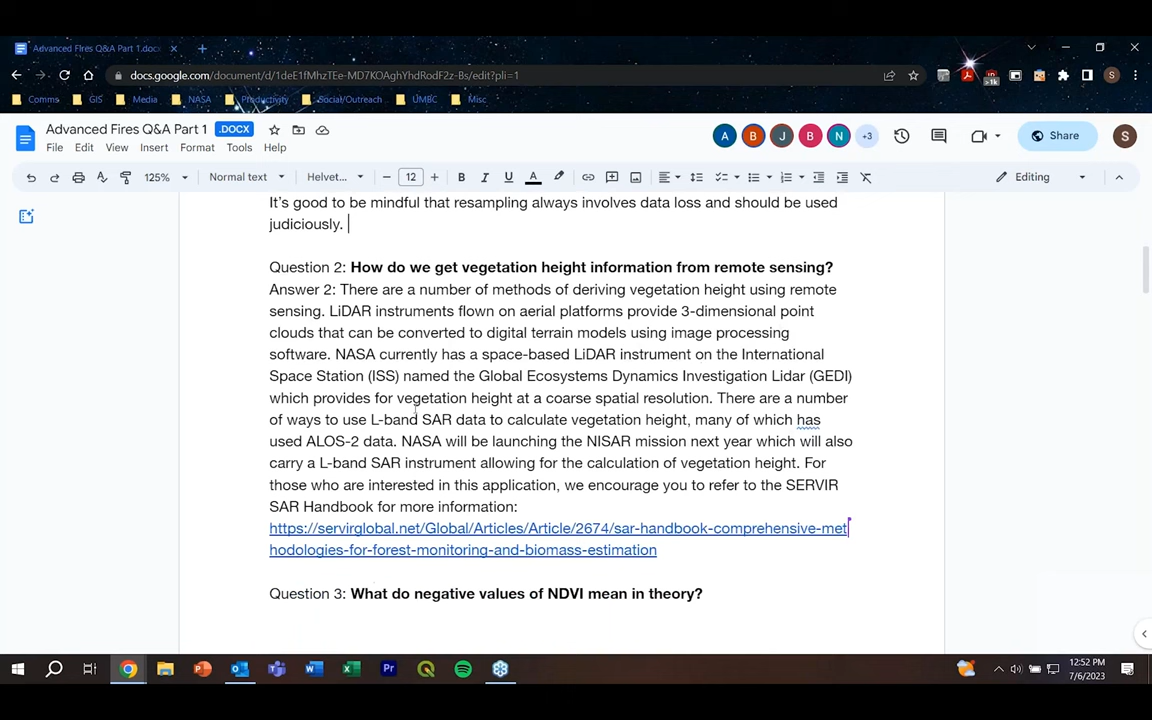 Advanced Fires Q&A Part 1.docx
docs.google.com/document/d/1deE1fMhzTEe-MD7KOAghYhdRodF2z-Bs/edit?pli=1
Comms GIS Media NASA Productivity Social/Outreach UMBC Misc
>1k
S
Advanced Fires Q&A Part 1 .DOCX
A B J B N +3 Share S
File Edit View Insert Format Tools Help
125% Normal text Helvet... 12 B I U A Editing
It's good to be mindful that resampling always involves data loss and should be used
judiciously.
Question 2: How do we get vegetation height information from remote sensing?
Answer 2: There are a number of methods of deriving vegetation height using remote
sensing. LiDAR instruments flown on aerial platforms provide 3-dimensional point
clouds that can be converted to digital terrain models using image processing
software. NASA currently has a space-based LiDAR instrument on the International
Space Station (ISS) named the Global Ecosystems Dynamics Investigation Lidar (GEDI)
which provides for vegetation height at a coarse spatial resolution. There are a number
of ways to use L-band SAR data to calculate vegetation height, many of which has
used ALOS-2 data. NASA will be launching the NISAR mission next year which will also
carry a L-band SAR instrument allowing for the calculation of vegetation height. For
those who are interested in this application, we encourage you to refer to the SERVIR
SAR Handbook for more information:
https://servirglobal.net/Global/Articles/Article/2674/sar-handbook-comprehensive-met
hodologies-for-forest-monitoring-and-biomass-estimation
Question 3: What do negative values of NDVI mean in theory?
12:52 PM
7/6/2023